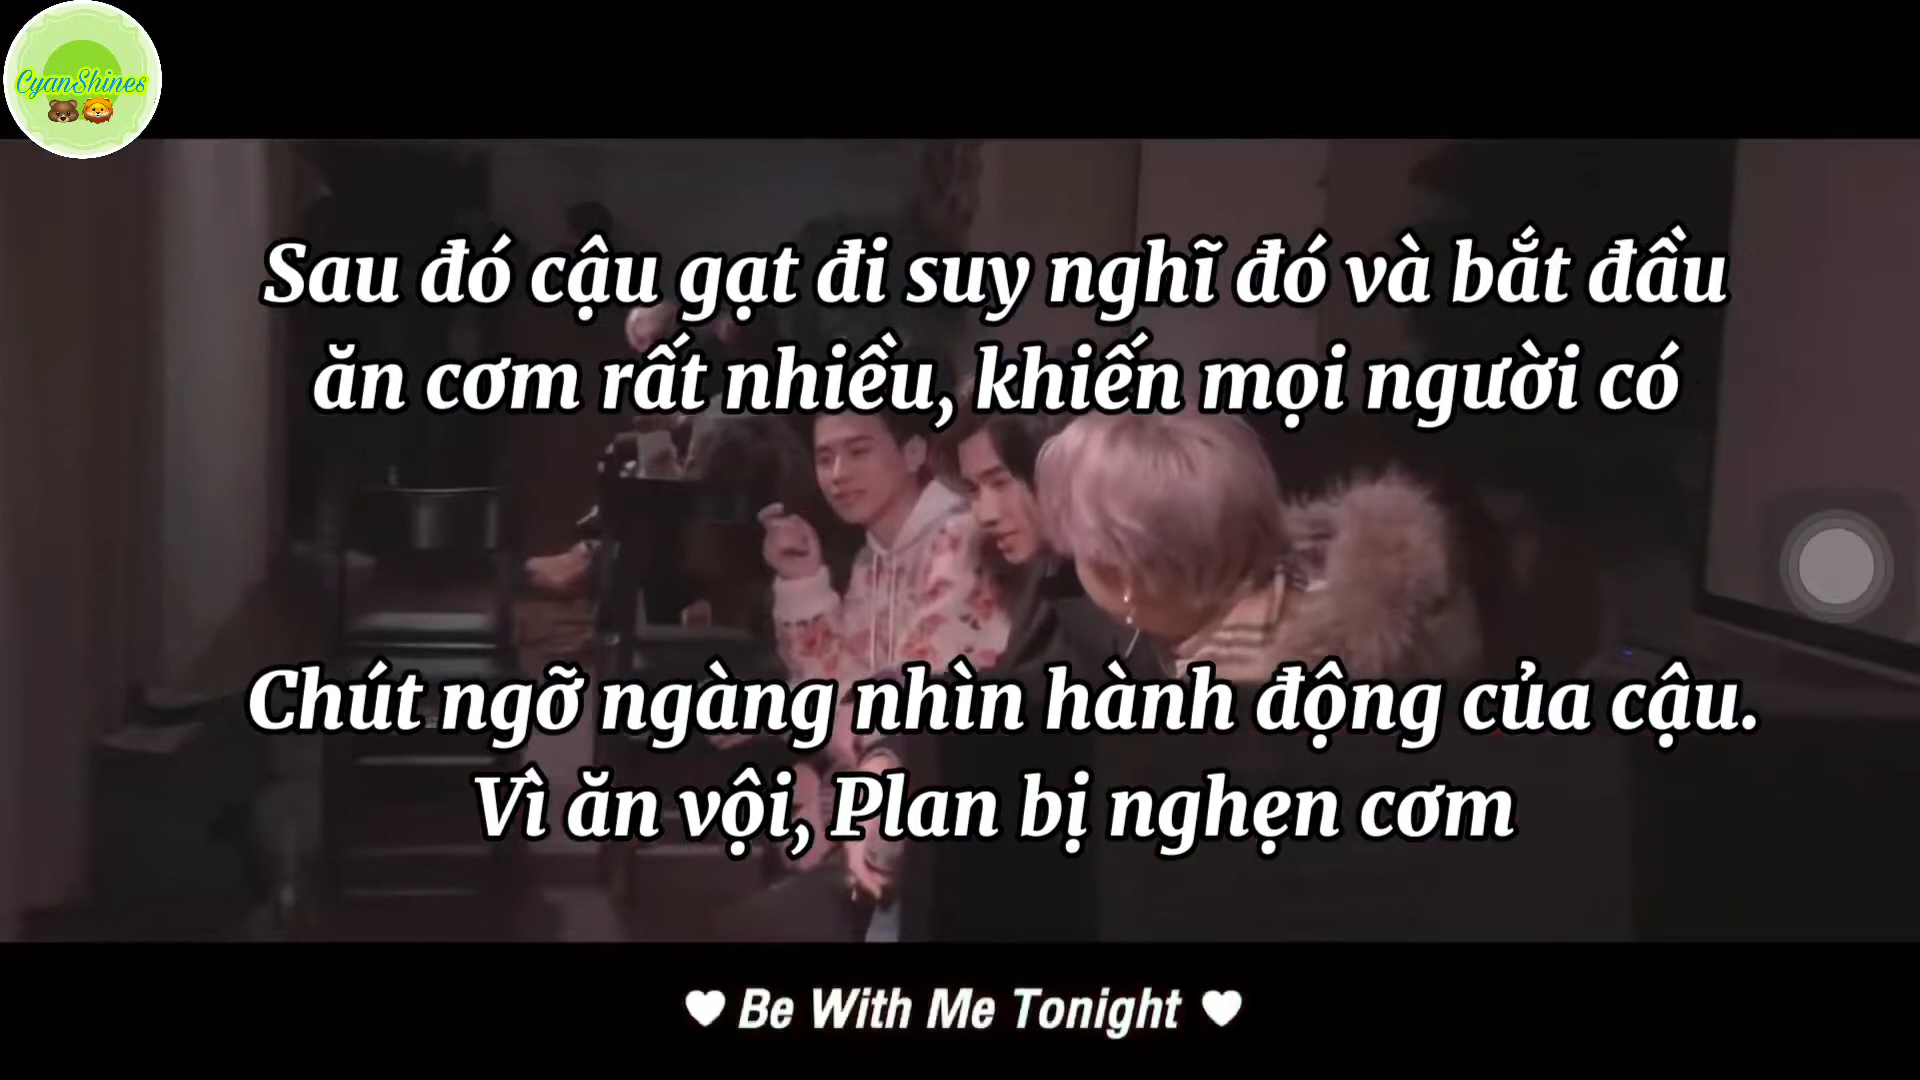 CyanShines
Sau đó cậu gạt đi suy nghĩ đó và bắt đầu
ăn cơm rất nhiều, khiến mọi người có
Chút ngỡ ngàng nhìn hành động của cậu.
Vì ăn vội, Plan bị nghẹn cơm
Be With Me Tonight